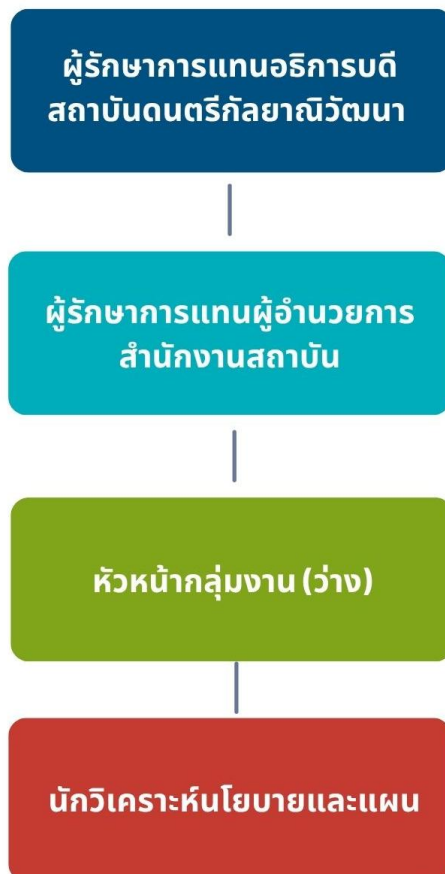 ผู้รักษาการแทนอธิการบดี
สถาบันดนตรีกัลยาณิวัฒนา
ผู้รักษาการแทนผู้อำนวยการ
สำนักงานสถาบัน
หัวหน้ากลุ่มงาน (ว่าง)
นักวิเคราะห์นโยบายและแผน